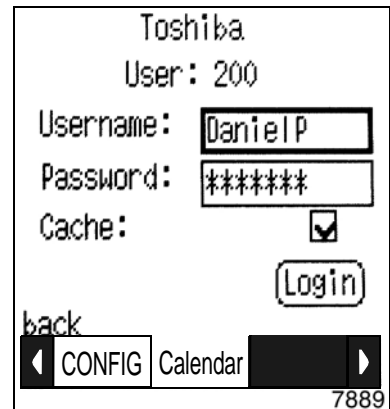 Toshiba
User: 200
Username: DanielP
Password: *******
Cache:
(Login)
back
CONFIG Calendar
7889